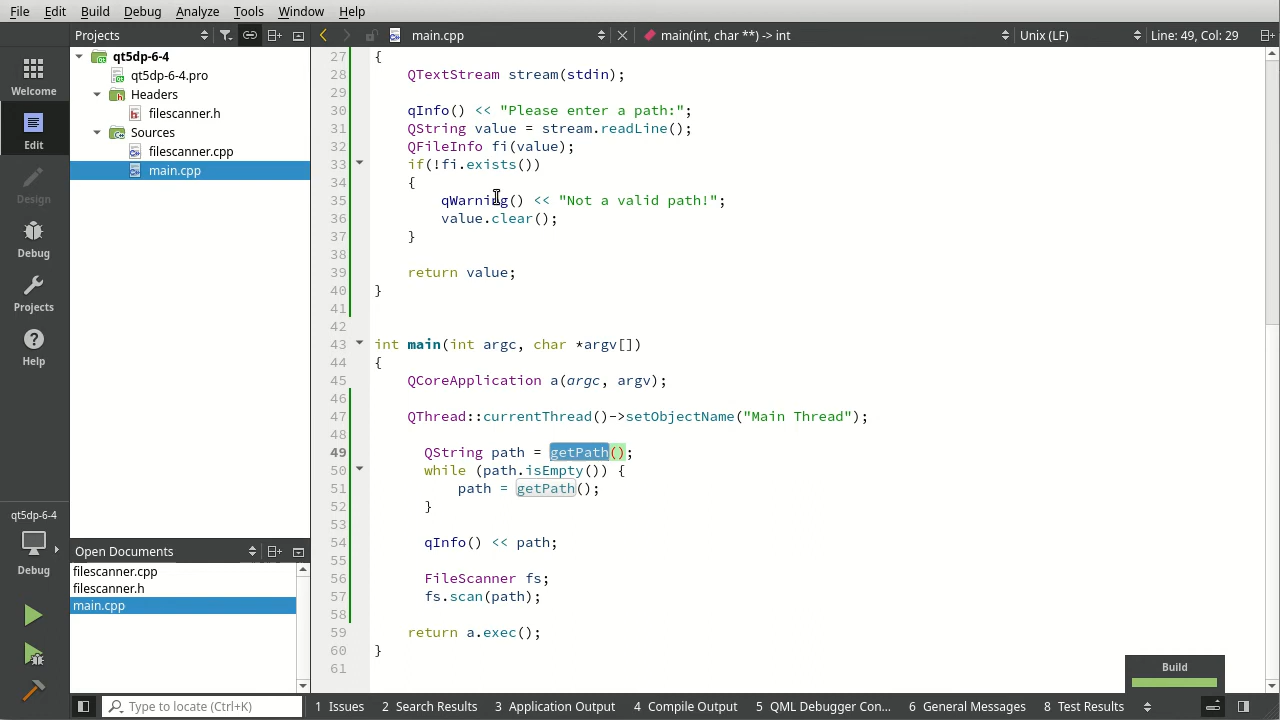 File Edit Build Debug Analyze Tools Window Help
Projects
main.cpp
main(int, char **) -> int
Unix (LF)
Line: 49, Col: 29
Welcome
Edit
Design
Debug
Projects
Help
qt5dp-6-4
Debug
qt5dp-6-4
qt5dp-6-4.pro
Headers
filescanner.h
Sources
filescanner.cpp
main.cpp
Open Documents
filescanner.cpp
filescanner.h
main.cpp
27 {
28 QTextStream stream(stdin);
29
30 qInfo() << "Please enter a path:";
31 QString value = stream.readLine();
32 QFileInfo fi(value);
33 if(!fi.exists())
34 {
35 qWarning() << "Not a valid path!";
36 value.clear();
37 }
38
39 return value;
40 }
41
42
43 int main(int argc, char *argv[])
44 {
45 QCoreApplication a(argc, argv);
46
47 QThread::currentThread()->setObjectName("Main Thread");
48
49 QString path = getPath();
50 while (path.isEmpty()) {
51 path = getPath();
52 }
53
54 qInfo() << path;
55
56 FileScanner fs;
57 fs.scan(path);
58
59 return a.exec();
60 }
61
Build
Type to locate (Ctrl+K)
1 Issues
2 Search Results
3 Application Output
4 Compile Output
5 QML Debugger Con...
6 General Messages
8 Test Results